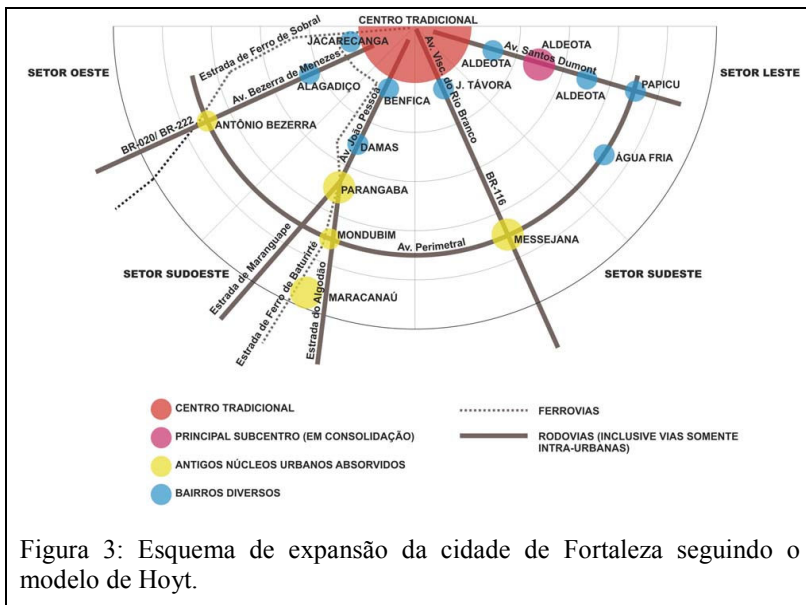 CENTRO TRADICIONAL
Estrada de Ferro de Sobral
JACARECANGA
ALDEOTA
Av. Santos Dumont
SETOR OESTE
Av. Bezerra de Menezes
ALAGADIÇO
Av. Visc. do Rio Branco
ALDEOTA
SETOR LESTE
J. TÁVORA
ALDEOTA
PAPICU
BENFICA
ANTÔNIO BEZERRA
BR-020/ BR-222
Av. João Pessoa
DAMAS
ÁGUA FRIA
PARANGABA
BR-116
MONDUBIM
MESSEJANA
Av. Perimetral
SETOR SUDOESTE
SETOR SUDESTE
Estrada de Maranguape
Estrada de Ferro de Baturirté
MARACANAÚ
Estrada do Algodão
CENTRO TRADICIONAL
PRINCIPAL SUBCENTRO (EM CONSOLIDAÇÃO)
ANTIGOS NÚCLEOS URBANOS ABSORVIDOS
BAIRROS DIVERSOS
FERROVIAS
RODOVIAS (INCLUSIVE VIAS SOMENTE
INTRA-URBANAS)
Figura 3: Esquema de expansão da cidade de Fortaleza seguindo o
modelo de Hoyt.